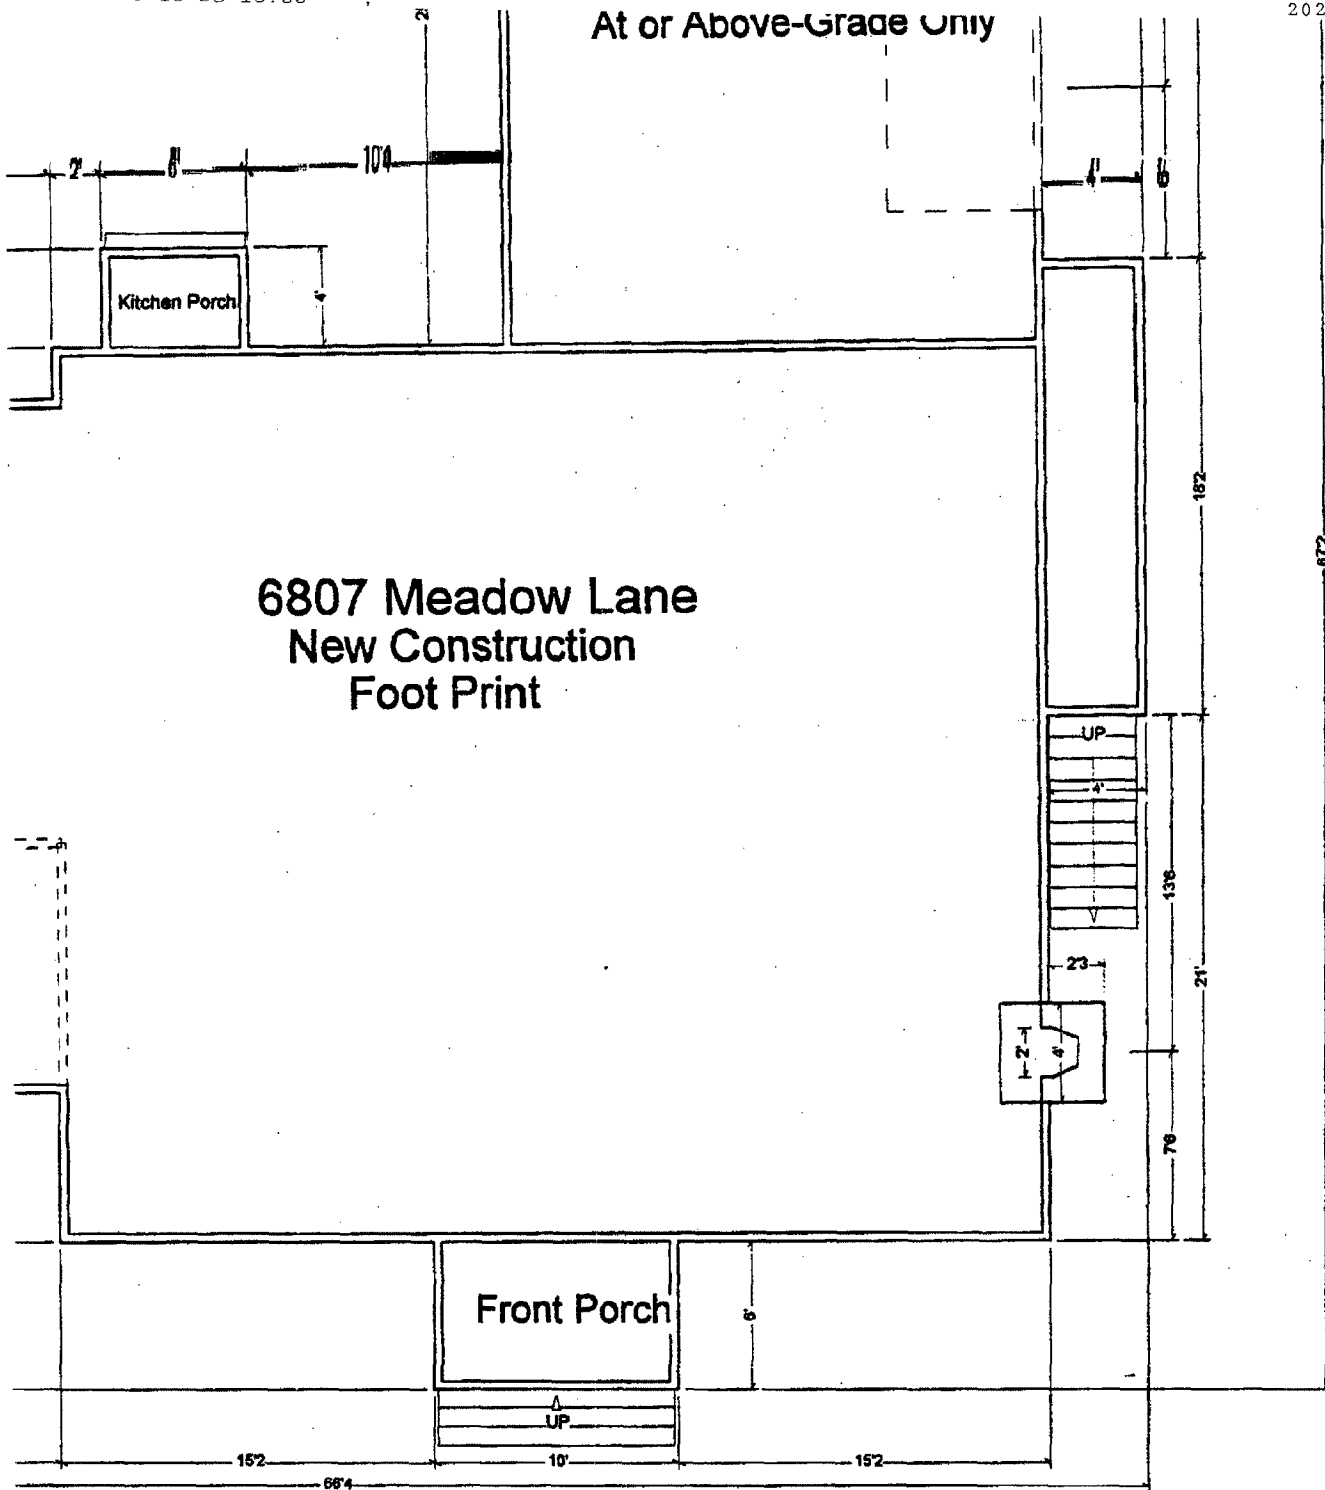 202
At or Above-Grade Only
2'
10'4
4'
Kitchen Porch
4'
18'2
6807 Meadow Lane
New Construction
Foot Print
UP
4'
13'6
2'3
21'
2'
4'
7'6
Front Porch
6'
UP
15'2
10'
15'2
66'4